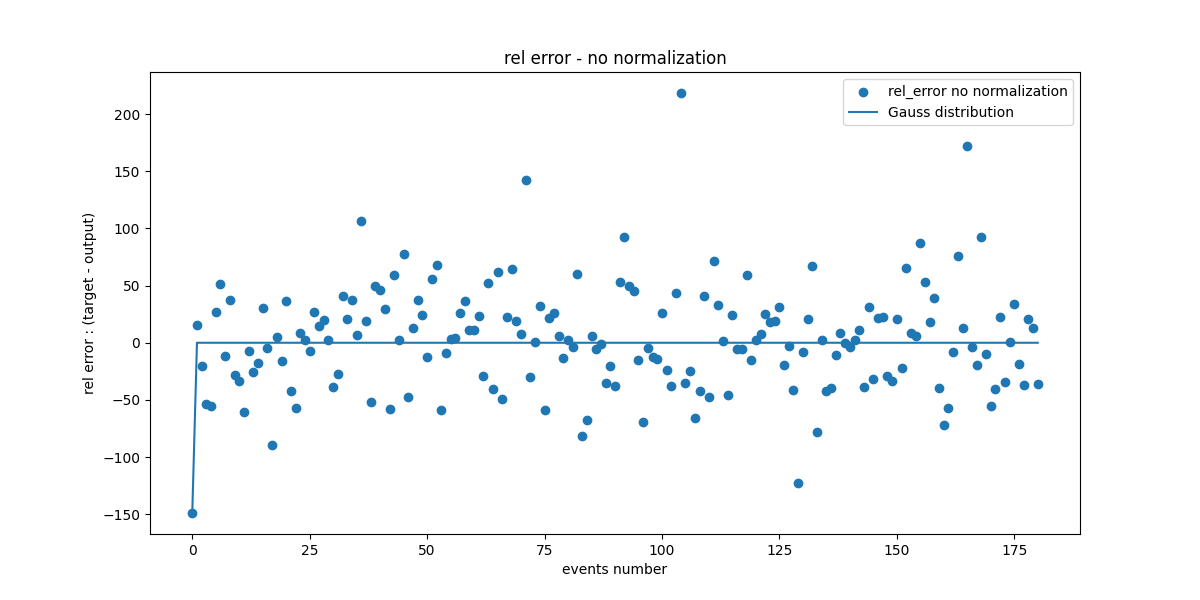 rel error - no normalization
rel_error no normalization
Gauss distribution
rel error : (target - output)
200
150
100
50
0
−50
−100
−150
0 25 50 75 100 125 150 175
events number